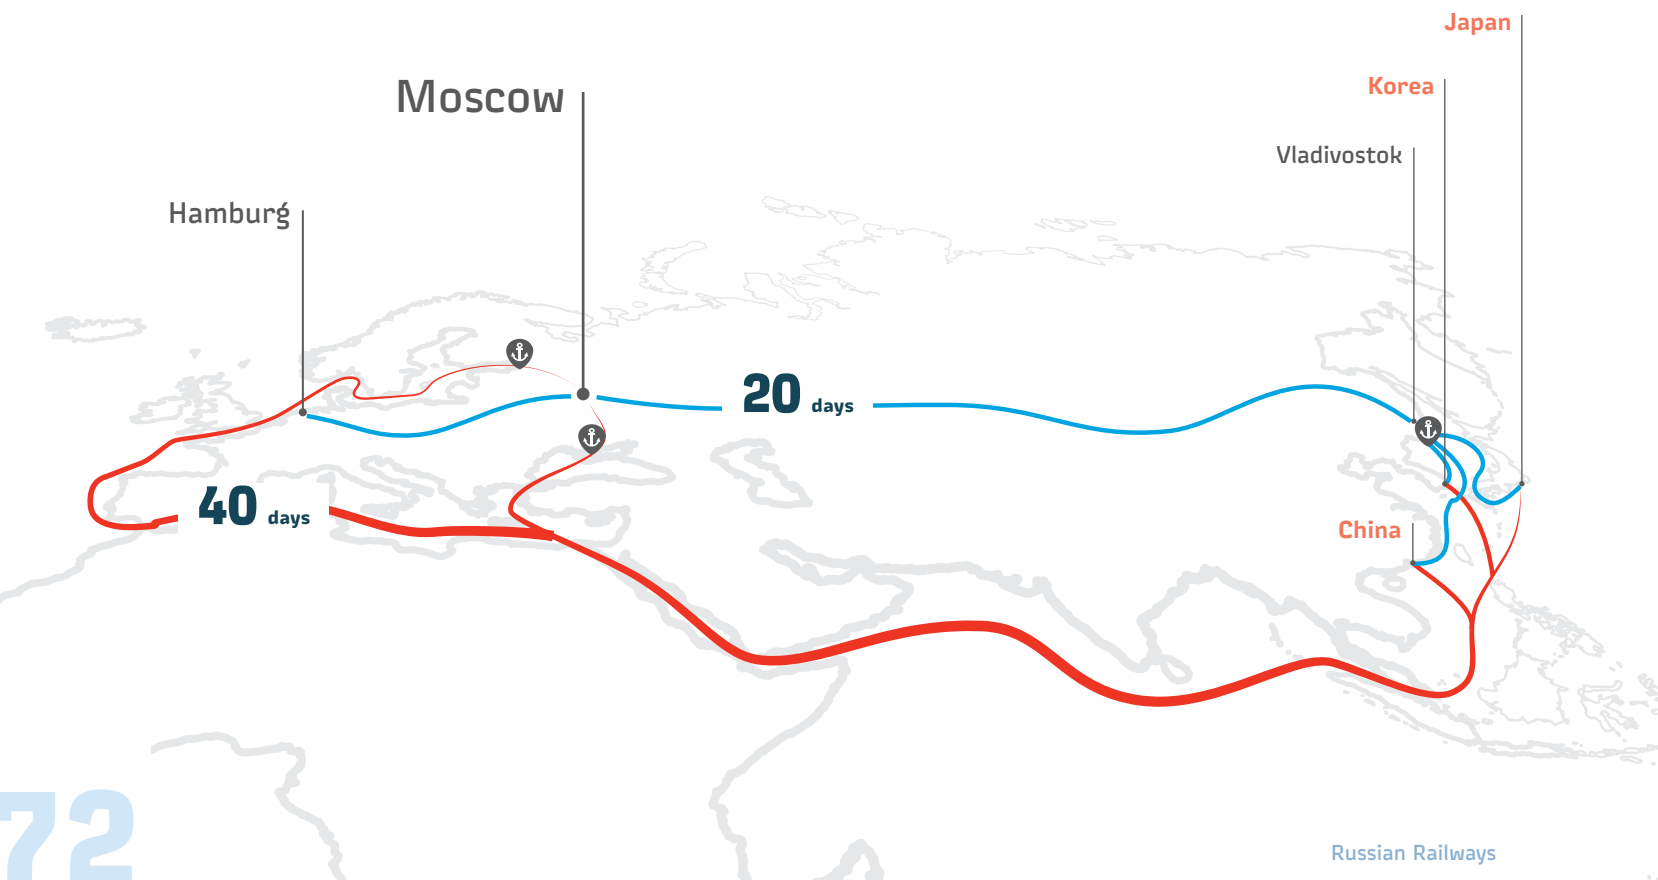 Japan
Korea
Moscow
Vladivostok
Hamburg
20 days
40 days
China
72
Russian Railways